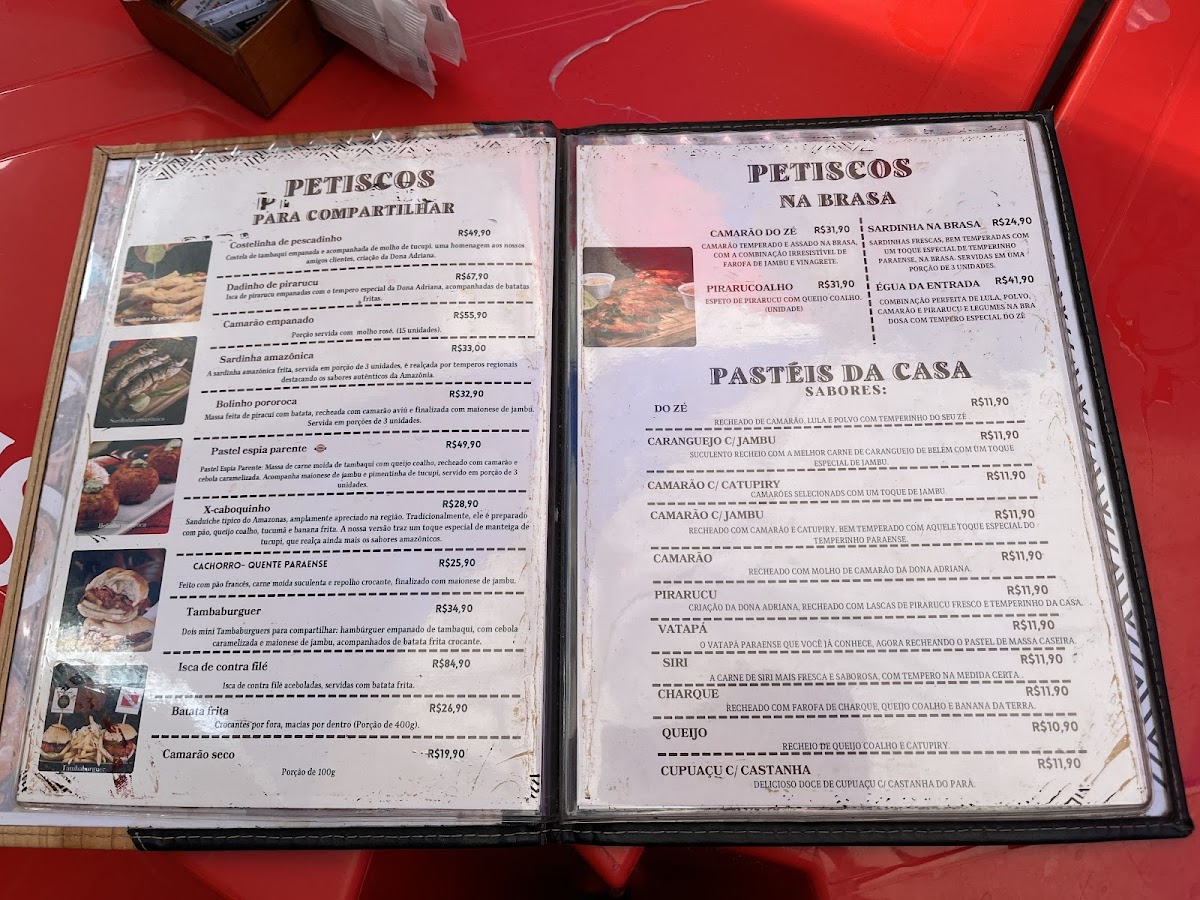 PETISCOS
PARA COMPARTILHAR
Costelinha de pescadinho R$49,90
Costela de tambaqui empanada e acompanhada de molho de tucupi, uma homenagem aos nossos
amigos clientes, criação da Dona Adriana.
Dadinho de pirarucu R$67,90
Isca de pirarucu empanadas com o tempero especial da Dona Adriana, acompanhadas de batatas
fritas.
Camarão empanado R$55,90
Porção servida com molho rosé. (15 unidades).
Sardinha amazônica R$33,00
A sardinha amazônica frita, servida em porção de 3 unidades, é realçada por temperos regionais
destacando os sabores autênticos da Amazônia.
Bolinho pororoca R$32,90
Massa feita de piracuí com batata, recheada com camarão aviú e finalizada com maionese de jambú.
Servida em porções de 3 unidades.
Pastel espia parente R$49,90
Pastel Espia Parente: Massa de carne moída de tambaqui com queijo coalho, recheado com camarão e
cebola caramelizada. Acompanha maionese de jambu e pimentinha de tucupi, servido em porção de 3
unidades.
X-caboquinho R$28,90
Sanduíche típico do Amazonas, amplamente apreciado na região. Tradicionalmente, ele é preparado
com pão, queijo coalho, tucumã e banana frita. A nossa versão traz um toque especial de manteiga de
tucupi, que realça ainda mais os sabores amazônicos.
CACHORRO- QUENTE PARAENSE R$25,90
Feito com pão francês, carne moída suculenta e repolho crocante, finalizado com maionese de jambu.
Tambaburguer R$34,90
Dois mini Tambaburguers para compartilhar: hambúrguer empanado de tambaqui, com cebola
caramelizada e maionese de jambu, acompanhados de batata frita crocante.
Isca de contra filé R$84,90
Isca de contra filé aceboladas, servidas com batata frita.
Batata frita R$26,90
Crocantes por fora, macias por dentro (Porção de 400g).
Camarão seco R$19,90
Porção de 100g
Costelinha de pescadinho
Sardinha amazônica
Bolinho pororoca
Tambaburguer
PETISCOS
NA BRASA
CAMARÃO DO ZÉ R$31,90
CAMARÃO TEMPERADO E ASSADO NA BRASA,
COM A COMBINAÇÃO IRRESISTÍVEL DE
FAROFA DE JAMBU E VINAGRETE.
PIRARUCOALHO R$31,90
ESPETO DE PIRARUCU COM QUEIJO COALHO.
(UNIDADE)
SARDINHA NA BRASA R$24,90
SARDINHAS FRESCAS, BEM TEMPERADAS COM
UM TOQUE ESPECIAL DE TEMPERINHO
PARAENSE, NA BRASA. SERVIDAS EM UMA
PORÇÃO DE 3 UNIDADES.
ÉGUA DA ENTRADA R$41,90
COMBINAÇÃO PERFEITA DE LULA, POLVO,
CAMARÃO E PIRARUCU E LEGUMES NA BRA
DOSA COM TEMPERO ESPECIAL DO ZÉ
PASTÉIS DA CASA
SABORES:
DO ZÉ R$11,90
RECHEADO DE CAMARÃO, LULA E POLVO COM TEMPERINHO DO SEU ZÉ.
CARANGUEJO C/ JAMBU R$11,90
SUCULENTO RECHEIO COM A MELHOR CARNE DE CARANGUEIO DE BELÉM COM UM TOQUE
ESPECIAL DE JAMBU.
CAMARÃO C/ CATUPIRY R$11,90
CAMARÕES SELECIONADS COM UM TOQUE DE JAMBU
CAMARÃO C/ JAMBU R$11,90
RECHEADO COM CAMARÃO E CATUPIRY, BEM TEMPERADO COM AQUELE TOQUE ESPECIAL DO
TEMPERINHO PARAENSE.
CAMARÃO R$11,90
RECHEADO COM MOLHO DE CAMARÃO DA DONA ADRIANA.
PIRARUCU R$11,90
CRIAÇÃO DA DONA ADRIANA, RECHEADO COM LASCAS DE PIRARUCU FRESCO E TEMPERINHO DA CASA.
VATAPÁ R$11,90
O VATAPÁ PARAENSE QUE VOCÊ JÁ CONHECE, AGORA RECHEANDO O PASTEL DE MASSA CASEIRA.
SIRI R$11,90
A CARNE DE SIRI MAIS FRESCA E SABOROSA, COM TEMPERO NA MEDIDA CERTA
CHARQUE R$11,90
RECHEADO COM FAROFA DE CHARQUE, QUEIJO COALHO E BANANA DA TERRA.
QUEIJO R$10,90
RECHEIO DE QUEIJO COALHO E CATUPIRY.
CUPUAÇU C/ CASTANHA R$11,90
DELICIOSO DOCE DE CUPUAÇU C/ CASTANHA DO PARÁ.